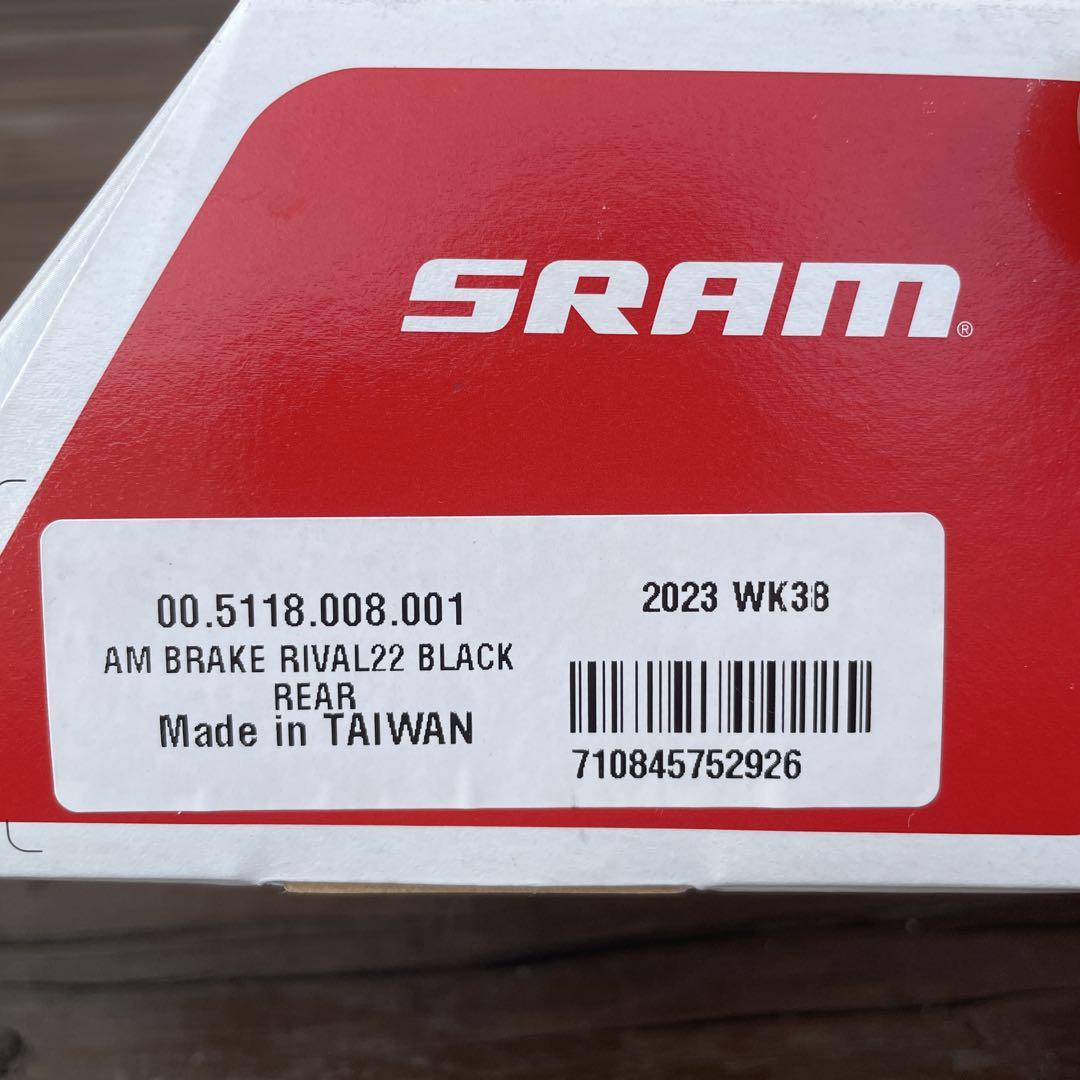 SRAM®
00.5118.008.001
AM BRAKE RIVAL22 BLACK
REAR
Made in TAIWAN
2023 WK38
710845752926